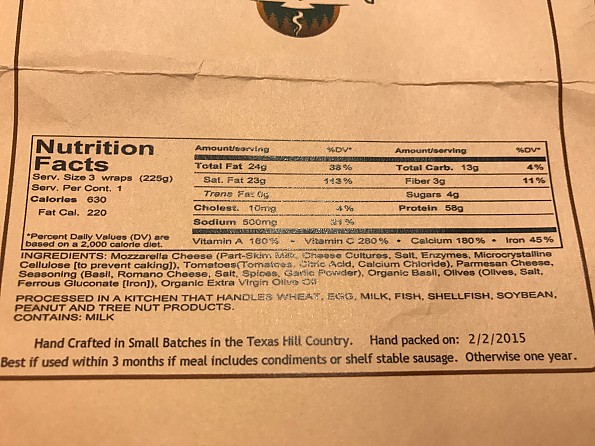 Nutrition
Facts
Serv. Size 3 wraps (225g)
Serv. Per Cont. 1
Calories 630
Fat Cal. 220
*Percent Daily Values (DV) are
based on a 2,000 calorie diet.
Amount/serving %DV*
Total Fat 24g 38%
Sat. Fat 23g 113%
Trans Fat 0g
Cholest. 10mg 4%
Sodium 500mg 21%
Amount/serving %DV*
Total Carb. 13g 4%
Fiber 3g 11%
Sugars 4g
Protein 58g
Vitamin A 160% • Vitamin C 280% • Calcium 180% • Iron 45%
INGREDIENTS: Mozzarella Cheese (Part-Skim Milk, Cheese Cultures, Salt, Enzymes, Microcrystalline
Cellulose [to prevent caking]), Tomatoes(Tomatoes, Citric Acid, Calcium Chloride), Parmesan Cheese,
Seasoning (Basil, Romano Cheese, Salt, Spices, Garlic Powder), Organic Basil, Olives (Olives, Salt,
Ferrous Gluconate [Iron]), Organic Extra Virgin Olive Oil
PROCESSED IN A KITCHEN THAT HANDLES WHEAT, EGG, MILK, FISH, SHELLFISH, SOYBEAN,
PEANUT AND TREE NUT PRODUCTS.
CONTAINS: MILK
Hand Crafted in Small Batches in the Texas Hill Country. Hand packed on: 2/2/2015
Best if used within 3 months if meal includes condiments or shelf stable sausage. Otherwise one year.